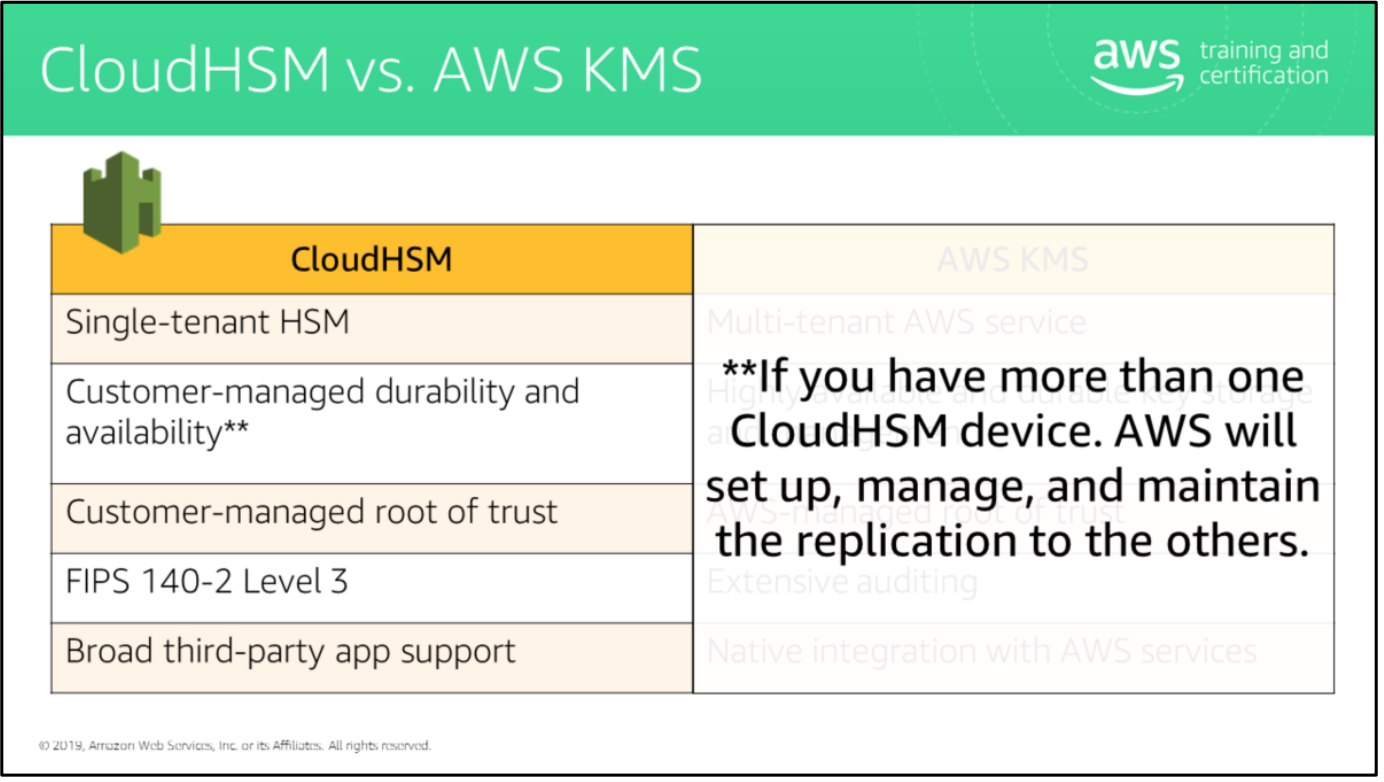 CloudHSM vs. AWS KMS
aws training and
certification
CloudHSM
AWS KMS
Single-tenant HSM
Multi-tenant AWS service
Customer-managed durability and
availability**
Highly available and durable key storage
Customer-managed root of trust
AWS-managed root of trust
FIPS 140-2 Level 3
Extensive auditing
Broad third-party app support
Native integration with AWS services
**If you have more than one
CloudHSM device. AWS will
set up, manage, and maintain
the replication to the others.
© 2019, Amazon Web Services, Inc. or its Affiliates. All rights reserved.